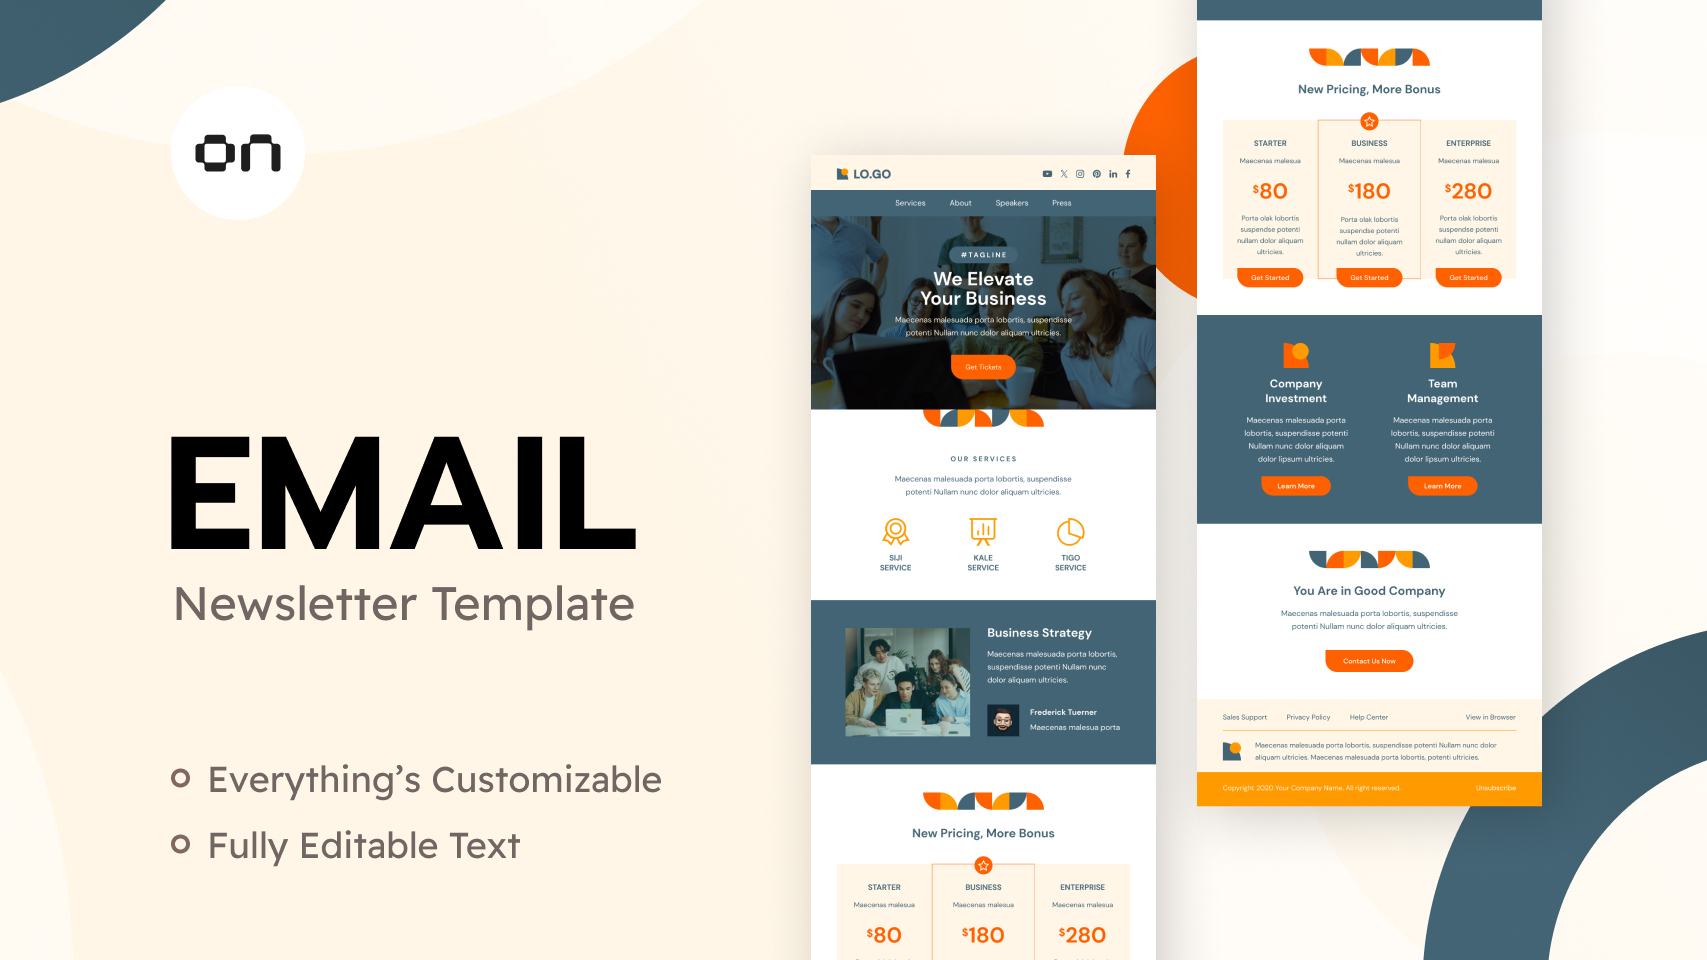 on
EMAIL
Newsletter Template
Everything’s Customizable
Fully Editable Text
LO.GO
Services About Speakers Press
#TAGLINE
We Elevate
Your Business
Maecenas malesuada porta lobortis, suspendisse
potenti Nullam nunc dolor aliquam ultricies.
Get Tickets
OUR SERVICES
Maecenas malesuada porta lobortis, suspendisse
potenti Nullam nunc dolor aliquam ultricies.
SIJI
SERVICE
KALE
SERVICE
TIGO
SERVICE
Business Strategy
Maecenas malesuada porta lobortis,
suspendisse potenti Nullam nunc
dolor aliquam ultricies.
Frederick Tuerner
Maecenas malesuada porta
New Pricing, More Bonus
STARTER
Maecenas malesua
$80
BUSINESS
Maecenas malesua
$180
ENTERPRISE
Maecenas malesua
$280
New Pricing, More Bonus
STARTER
Maecenas malesua
$80
Porta olak lobortis
suspendse potenti
nullam dolor aliquam
ultricies.
Get Started
BUSINESS
Maecenas malesua
$180
Porta olak lobortis
suspendse potenti
nullam dolor aliquam
ultricies.
Get Started
ENTERPRISE
Maecenas malesua
$280
Porta olak lobortis
suspendse potenti
nullam dolor aliquam
ultricies.
Get Started
Company
Investment
Maecenas malesuada porta
lobortis, suspendisse potenti
Nullam nunc dolor aliquam
dolor lipsum ultricies.
Learn More
Team
Management
Maecenas malesuada porta
lobortis, suspendisse potenti
Nullam nunc dolor aliquam
dolor lipsum ultricies.
Learn More
You Are in Good Company
Maecenas malesuada porta lobortis, suspendisse
potenti Nullam nunc dolor aliquam ultricies.
Contact Us Now
Sales Support Privacy Policy Help Center View in Browser
Maecenas malesuada porta lobortis, suspendisse potenti Nullam nunc dolor
aliquam ultricies. Maecenas malesuada porta lobortis, potenti ultricies.
Copyright 2020 Your Company Name. All right reserved. Unsubscribe